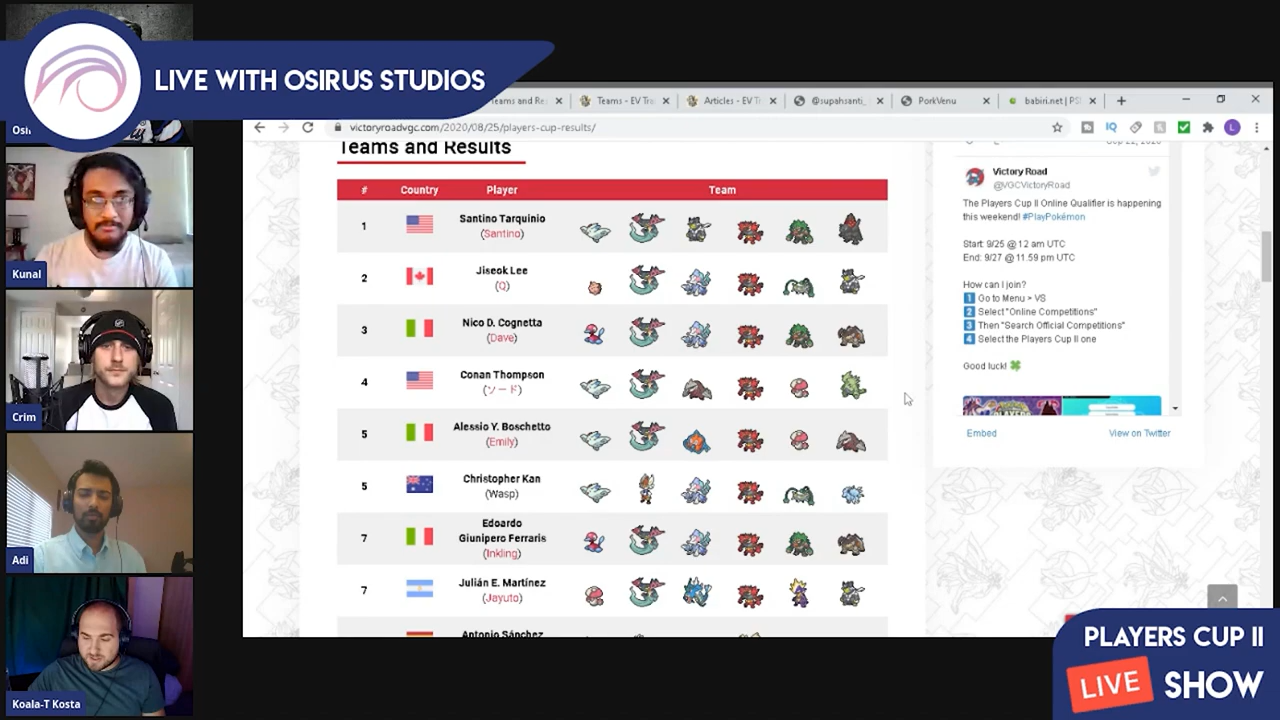 LIVE WITH OSIRUS STUDIOS
Teams - EV Tr
Articles - EV Tr
@supahsanti_
PorkVenu
babiri.net | PS
victoryroadvgc.com/2020/08/25/players-cup-results/
Teams and Results
# Country Player Team
1 Santino Tarquinio
(Santino)
2 Jiseok Lee
(Q)
3 Nico D. Cognetta
(Dave)
4 Conan Thompson
(ソード)
5 Alessio Y. Boschetto
(Emily)
5 Christopher Kan
(Wasp)
7 Edoardo
Giunipero Ferraris
(Inkling)
7 Julián E. Martínez
(Jayuto)
Antonio Sánchez
Victory Road
@VGCVictoryRoad
The Players Cup II Online Qualifier is happening
this weekend! #PlayPokémon
Start: 9/25 @ 12 am UTC
End: 9/27 @ 11.59 pm UTC
How can i join?
1 Go to Menu > VS
2 Select "Online Competitions"
3 Then "Search Official Competitions"
4 Select the Players Cup II one
Good luck!
Embed
View on Twitter
Kunal
Crim
Adi
Koala-T Kosta
PLAYERS CUP II
LIVE SHOW